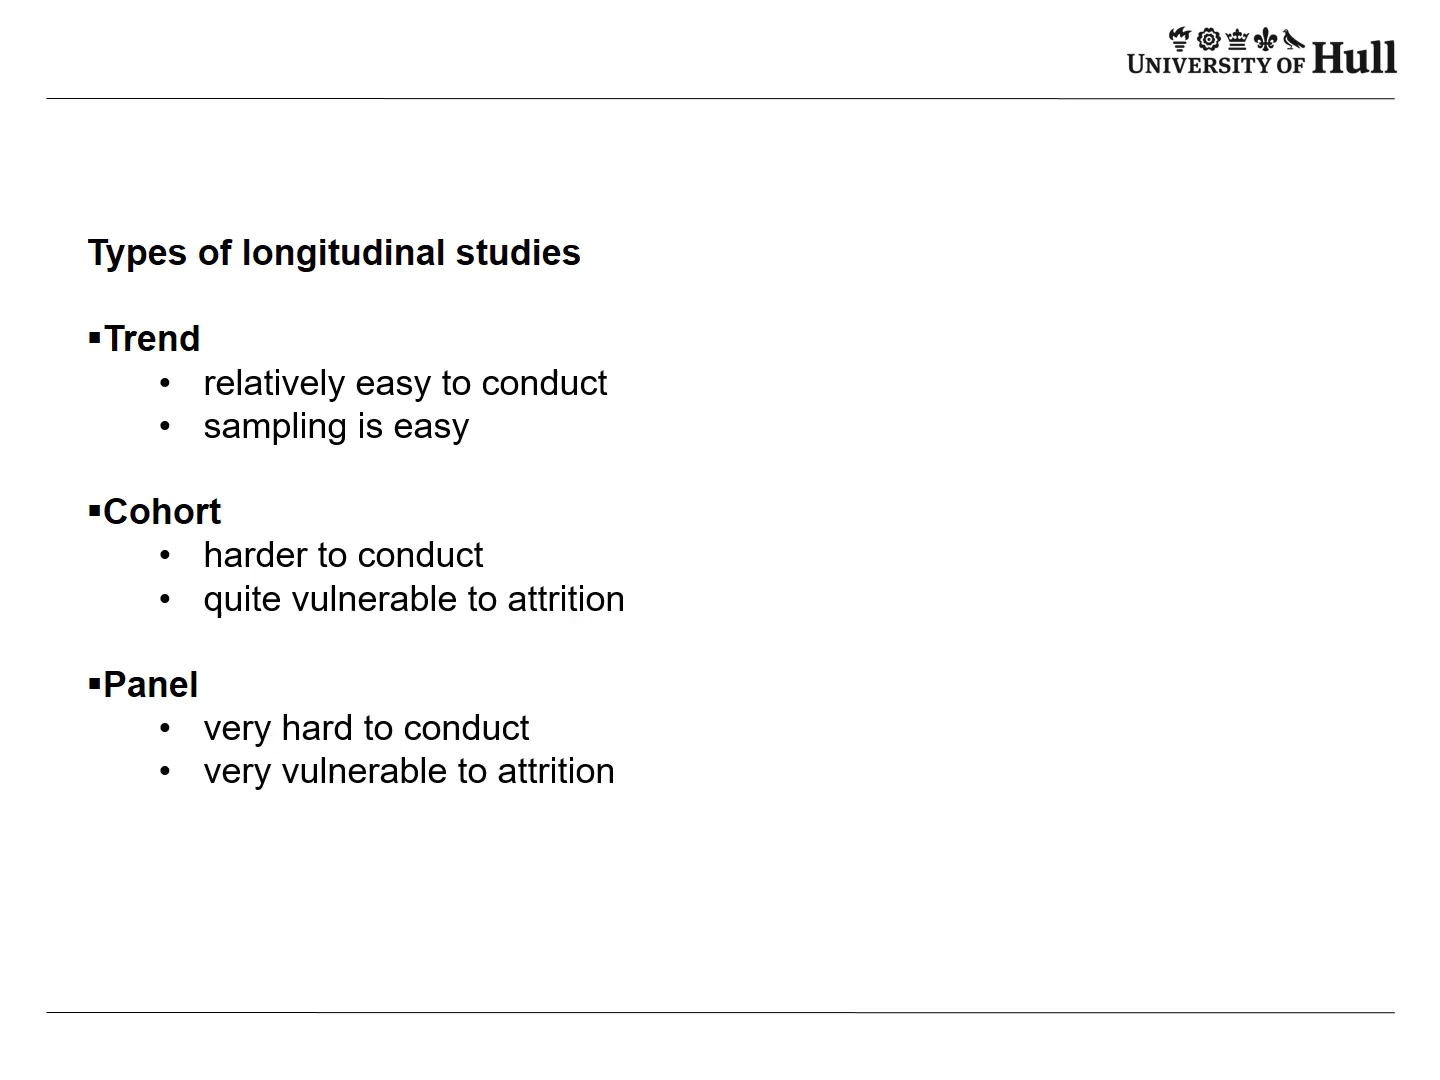 UNIVERSITY OF Hull
Types of longitudinal studies
▪Trend
• relatively easy to conduct
• sampling is easy
▪Cohort
• harder to conduct
• quite vulnerable to attrition
▪Panel
• very hard to conduct
• very vulnerable to attrition